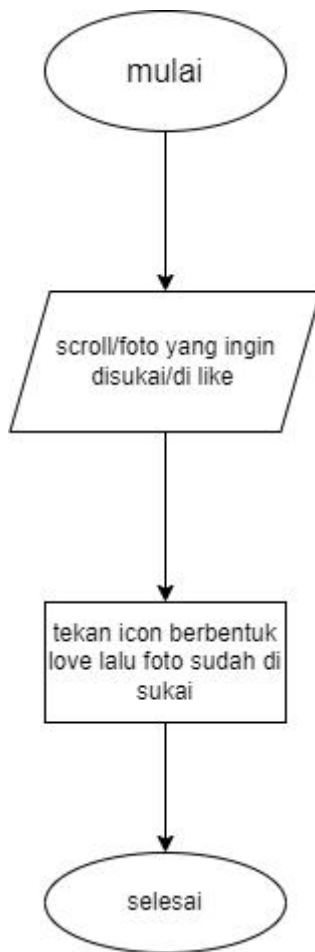 mulai
scroll/foto yang ingin
disukai/di like
tekan icon berbentuk
love lalu foto sudah di
sukai
selesai